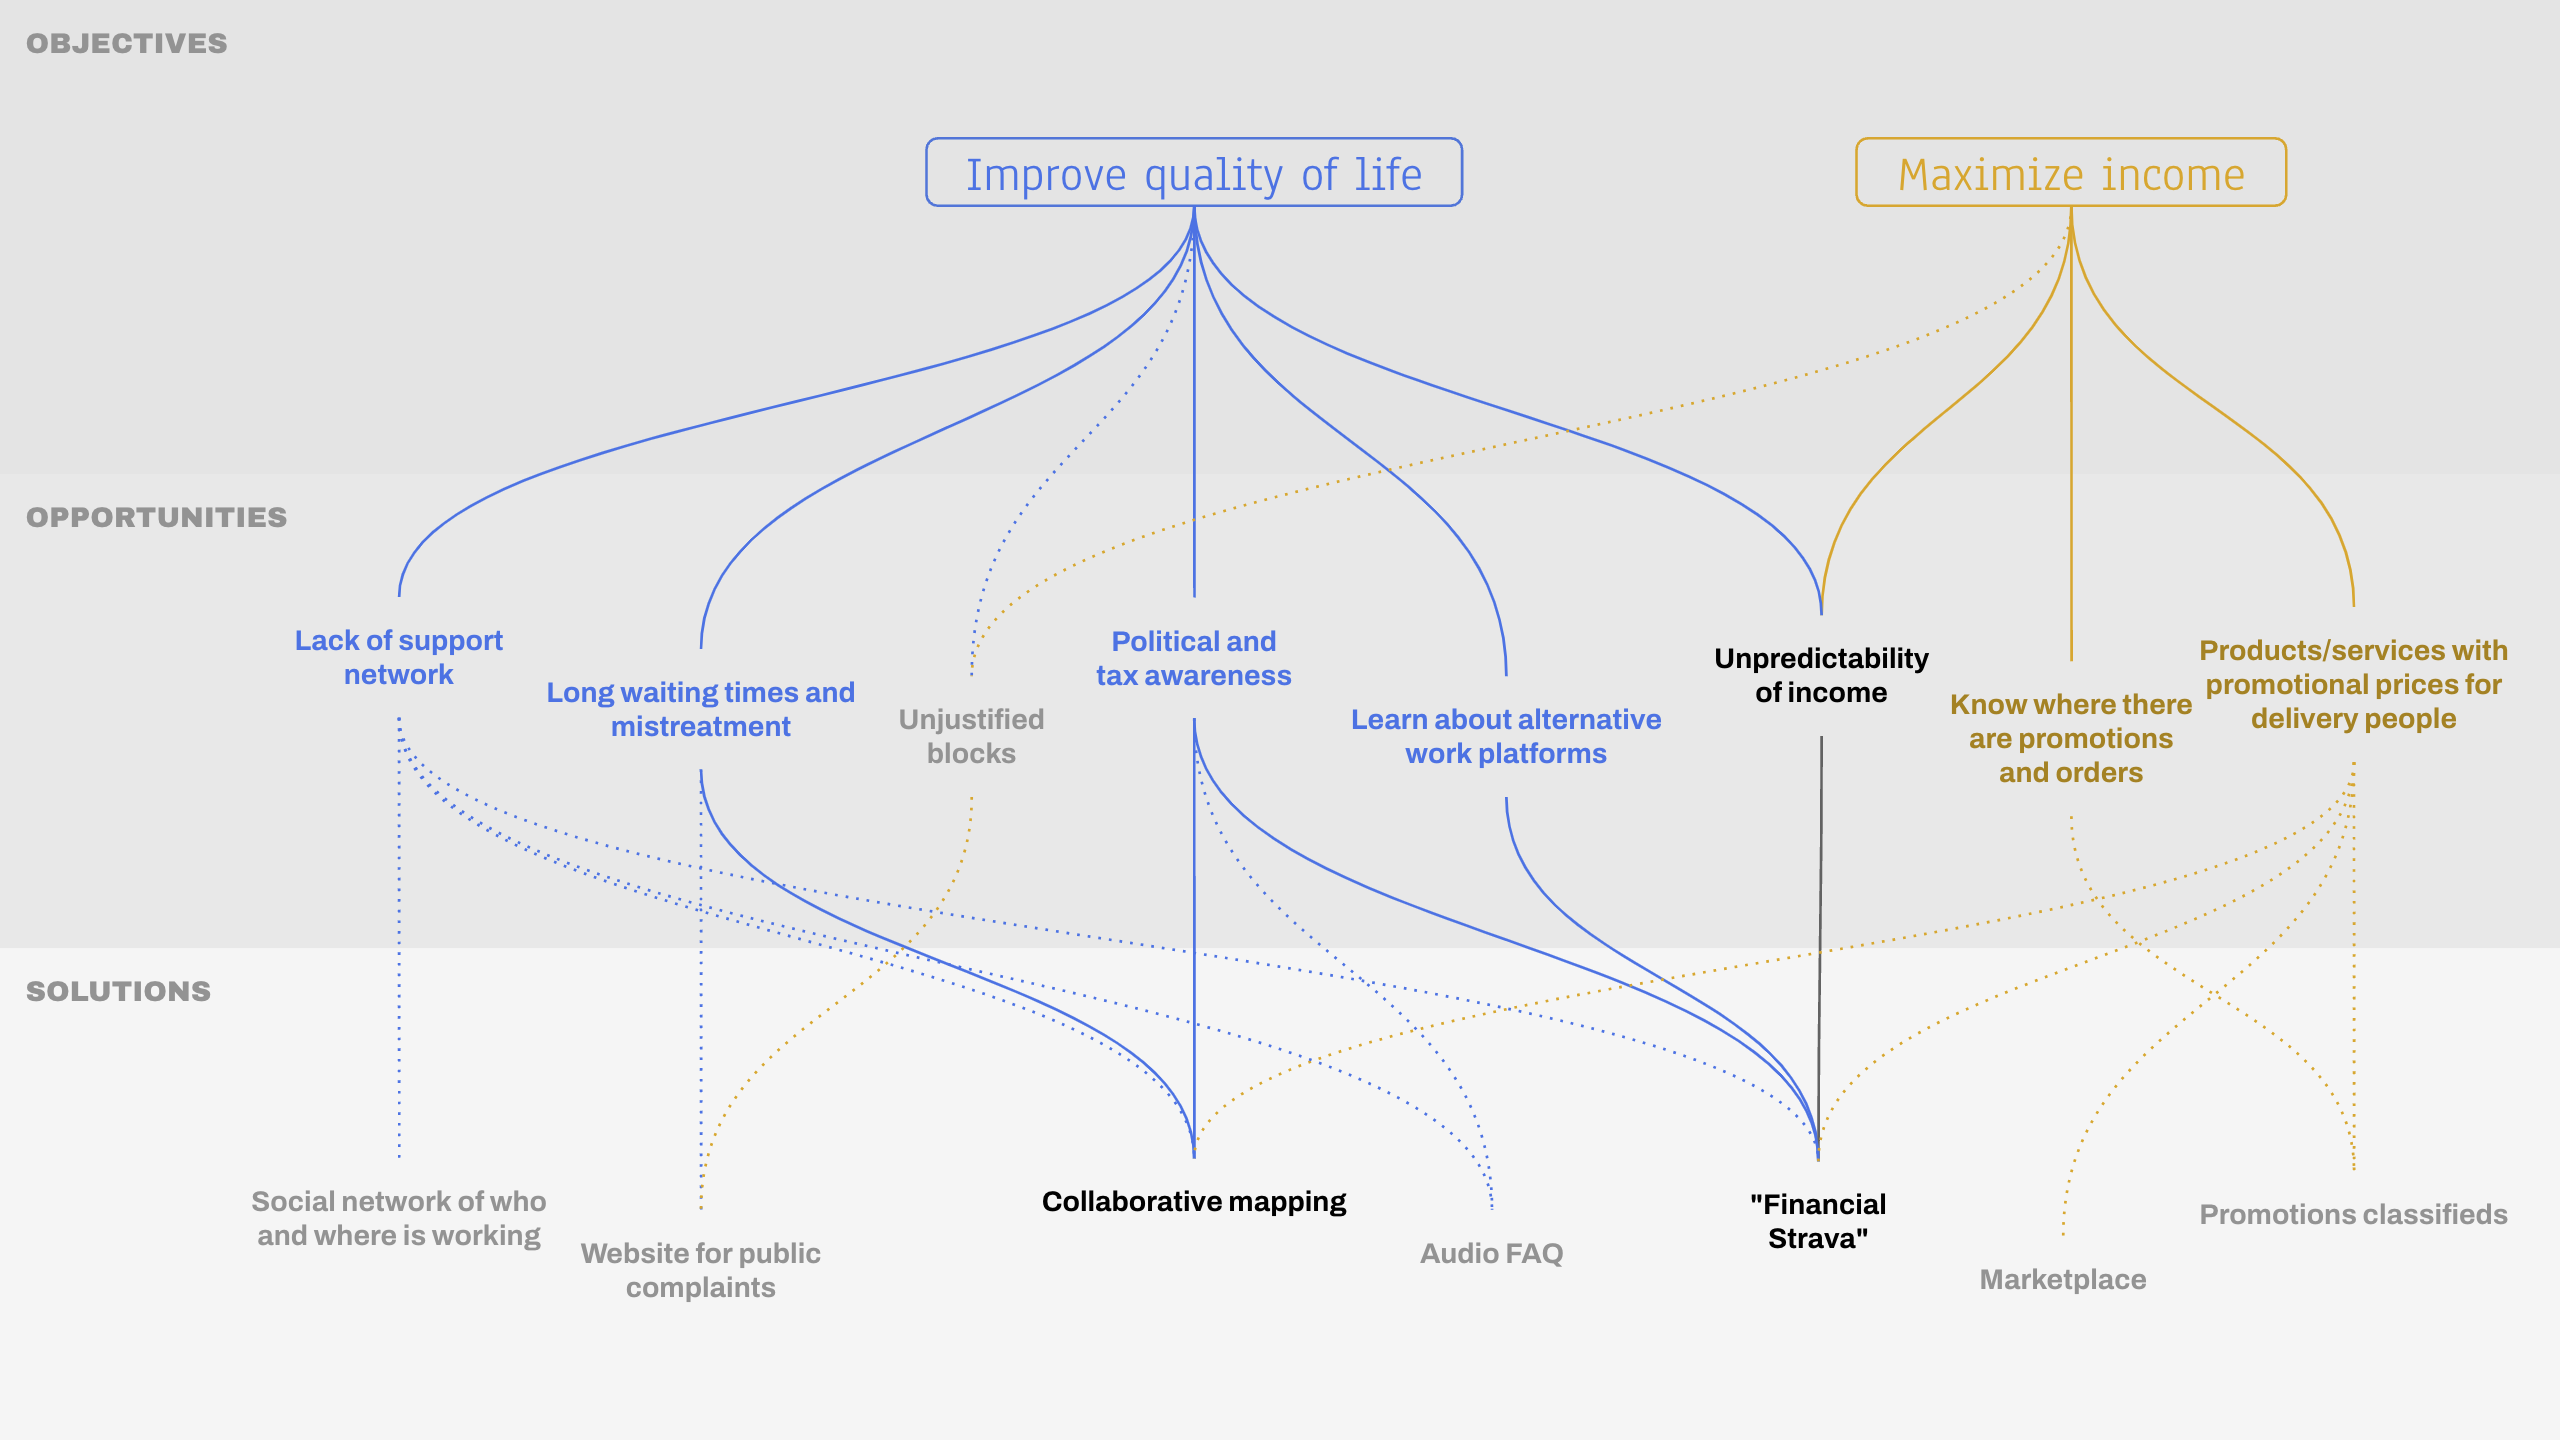 OBJECTIVES
Improve quality of life
Maximize income
OPPORTUNITIES
Lack of support
network
Long waiting times and
mistreatment
Unjustified
blocks
Political and
tax awareness
Learn about alternative
work platforms
Unpredictability
of income
Know where there
are promotions
and orders
Products/services with
promotional prices for
delivery people
SOLUTIONS
Social network of who
and where is working
Website for public
complaints
Collaborative mapping
Audio FAQ
"Financial
Strava"
Marketplace
Promotions classifieds